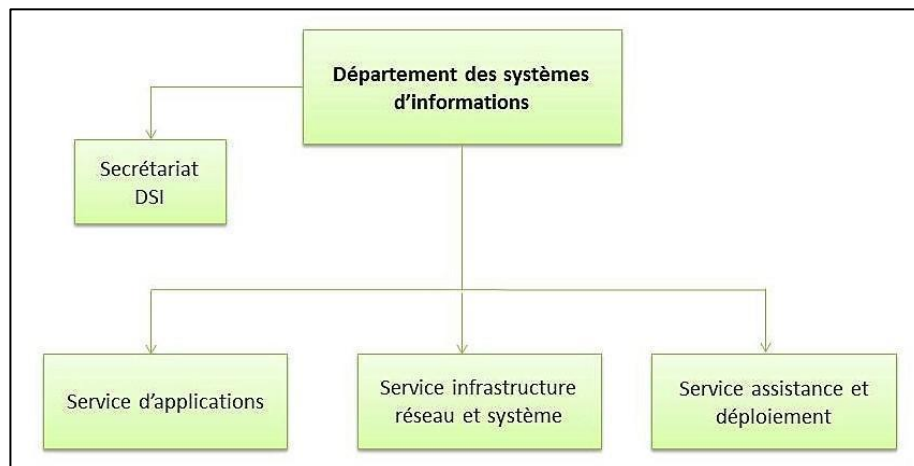 Département des systèmes
d’informations
Secrétariat
DSI
Service d’applications
Service infrastructure
réseau et système
Service assistance et
déploiement